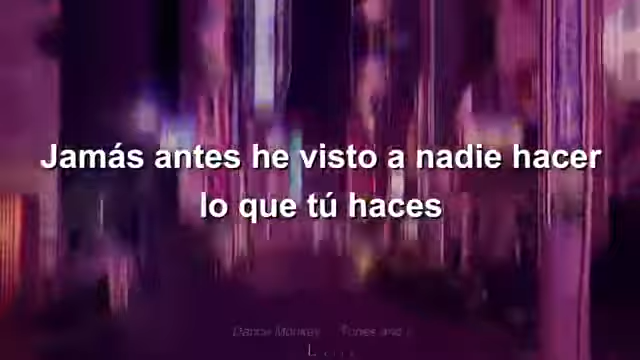 Jamás antes he visto a nadie hacer
lo que tú haces
Dance Monkey Tones and I